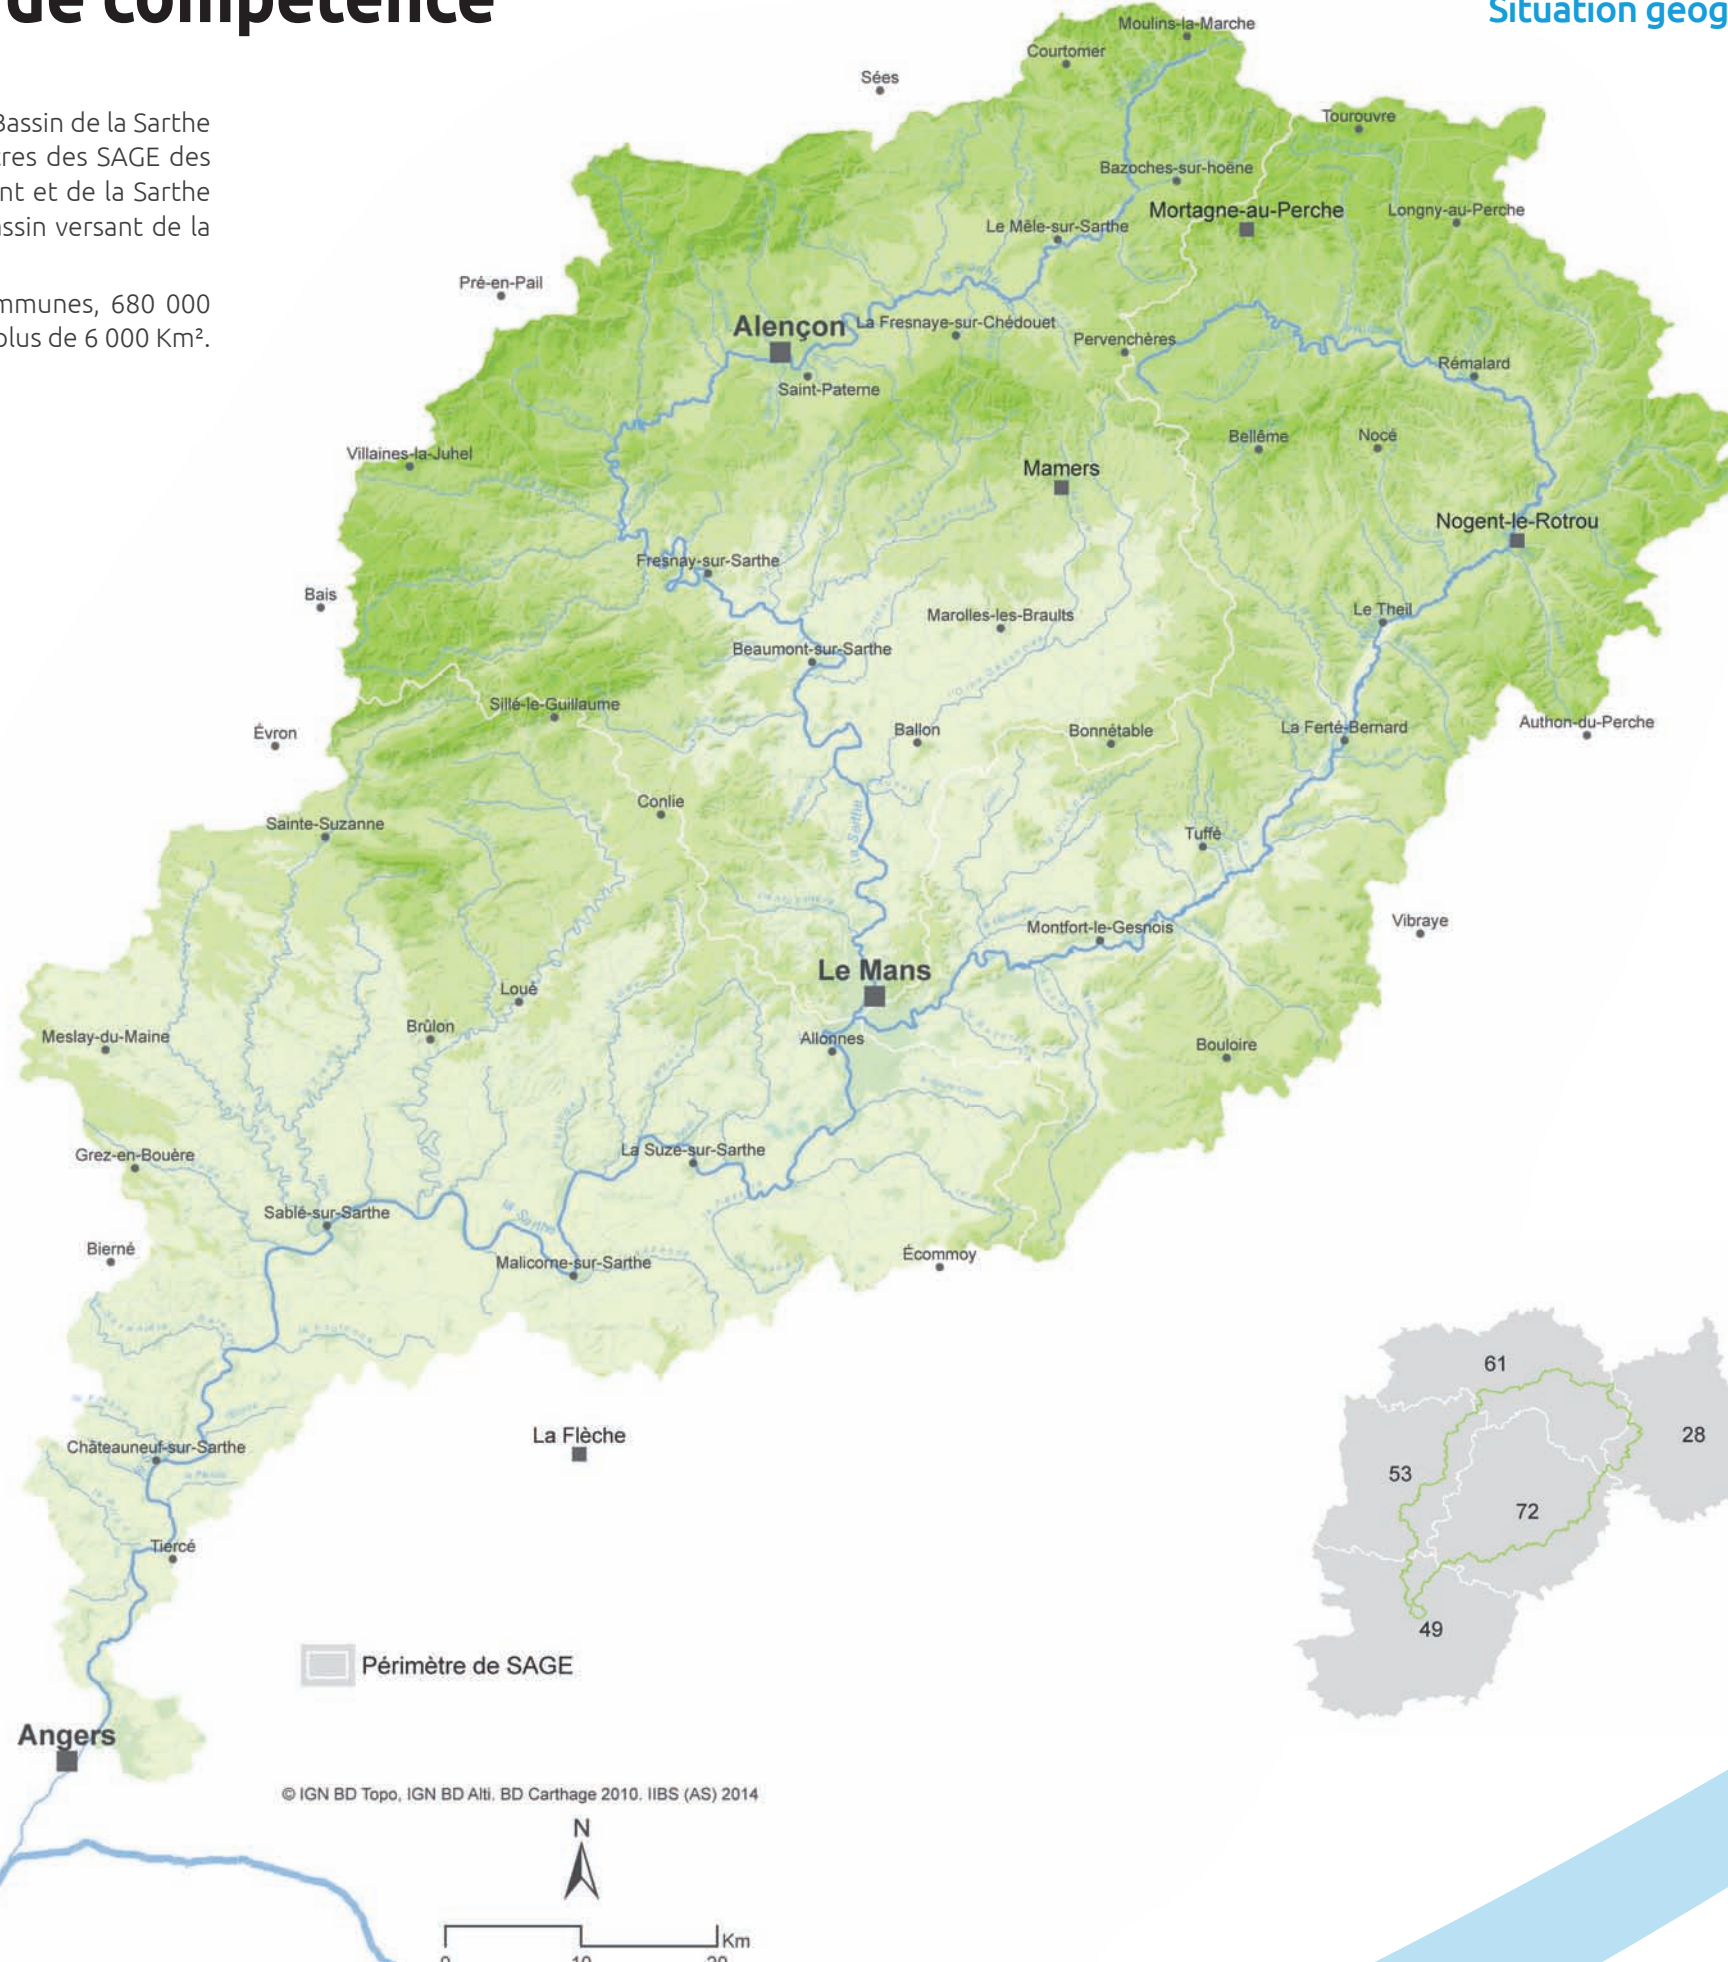 de compétence
Situation géog
Bassin de la Sarthe
res des SAGE des
nt et de la Sarthe
assin versant de la
mmunes, 680 000
plus de 6 000 Km².
Moulins-la-Marche
Courtomer
Sées
Tourouvre
Bazoches-sur-hoëne
Mortagne-au-Perche
Longny-au-Perche
Le Mêle-sur-Sarthe
Pré-en-Pail
Alençon
La Fresnaye-sur-Chédouet
Pervenchères
Rémalard
Saint-Paterne
Villaines-la-Juhel
Bellême
Nocé
Mamers
Nogent-le-Rotrou
Fresnay-sur-Sarthe
Bais
Marolles-les-Braults
Le Theil
Beaumont-sur-Sarthe
Sillé-le-Guillaume
Évron
Ballon
Bonnétable
La Ferté-Bernard
Authon-du-Perche
Conlie
Sainte-Suzanne
la Sarthe
Tuffé
Vibraye
Montfort-le-Gesnois
Le Mans
Loué
Brûlon
Meslay-du-Maine
Allonnes
Bouloire
Grez-en-Bouère
La Suze-sur-Sarthe
Sablé-sur-Sarthe
la Sarthe
Bierné
Malicorne-sur-Sarthe
Écommoy
61
28
53
72
49
La Flèche
Châteauneuf-sur-Sarthe
Tiercé
Périmètre de SAGE
Angers
© IGN BD Topo, IGN BD Alti. BD Carthage 2010. IIBS (AS) 2014
N
Km